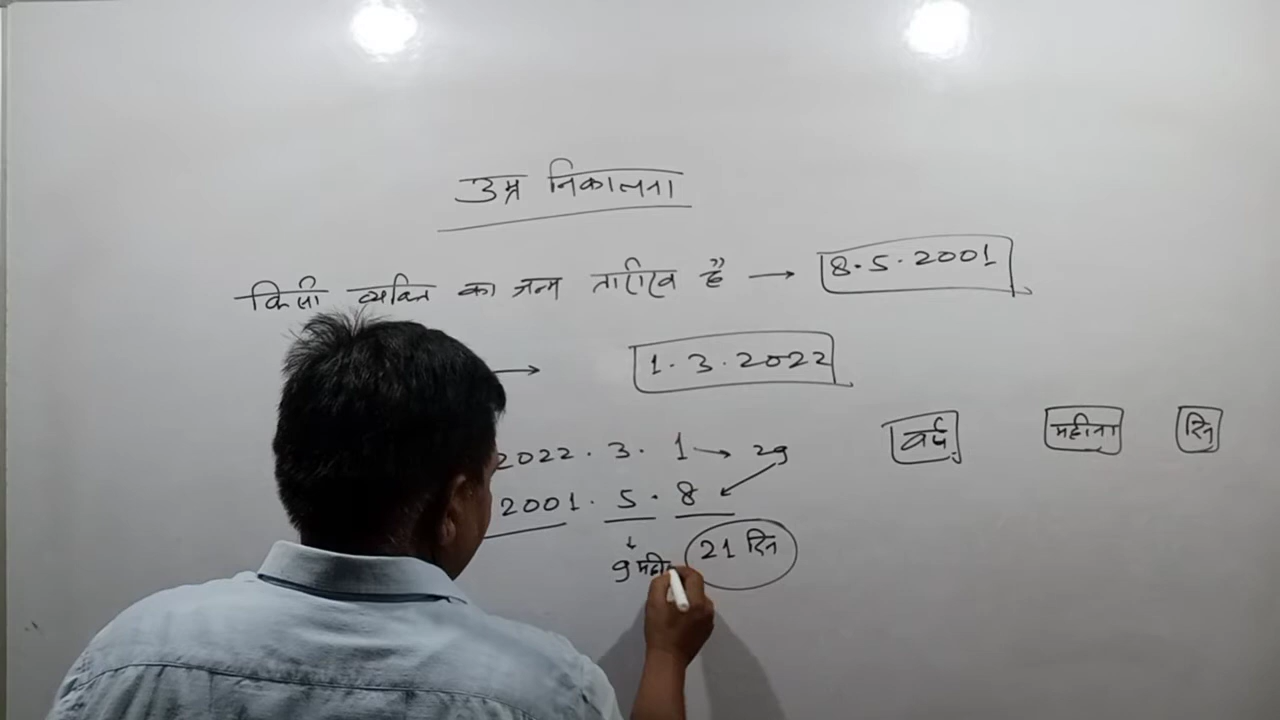 उम्र निकालना
किसी व्यक्ति का जन्म तारीख है → 8.5.2001
→ 1.3.2022
वर्ष महीना दिन
2022.3.1 → 29
2001.5.8
↓
9 मही 21 दिन